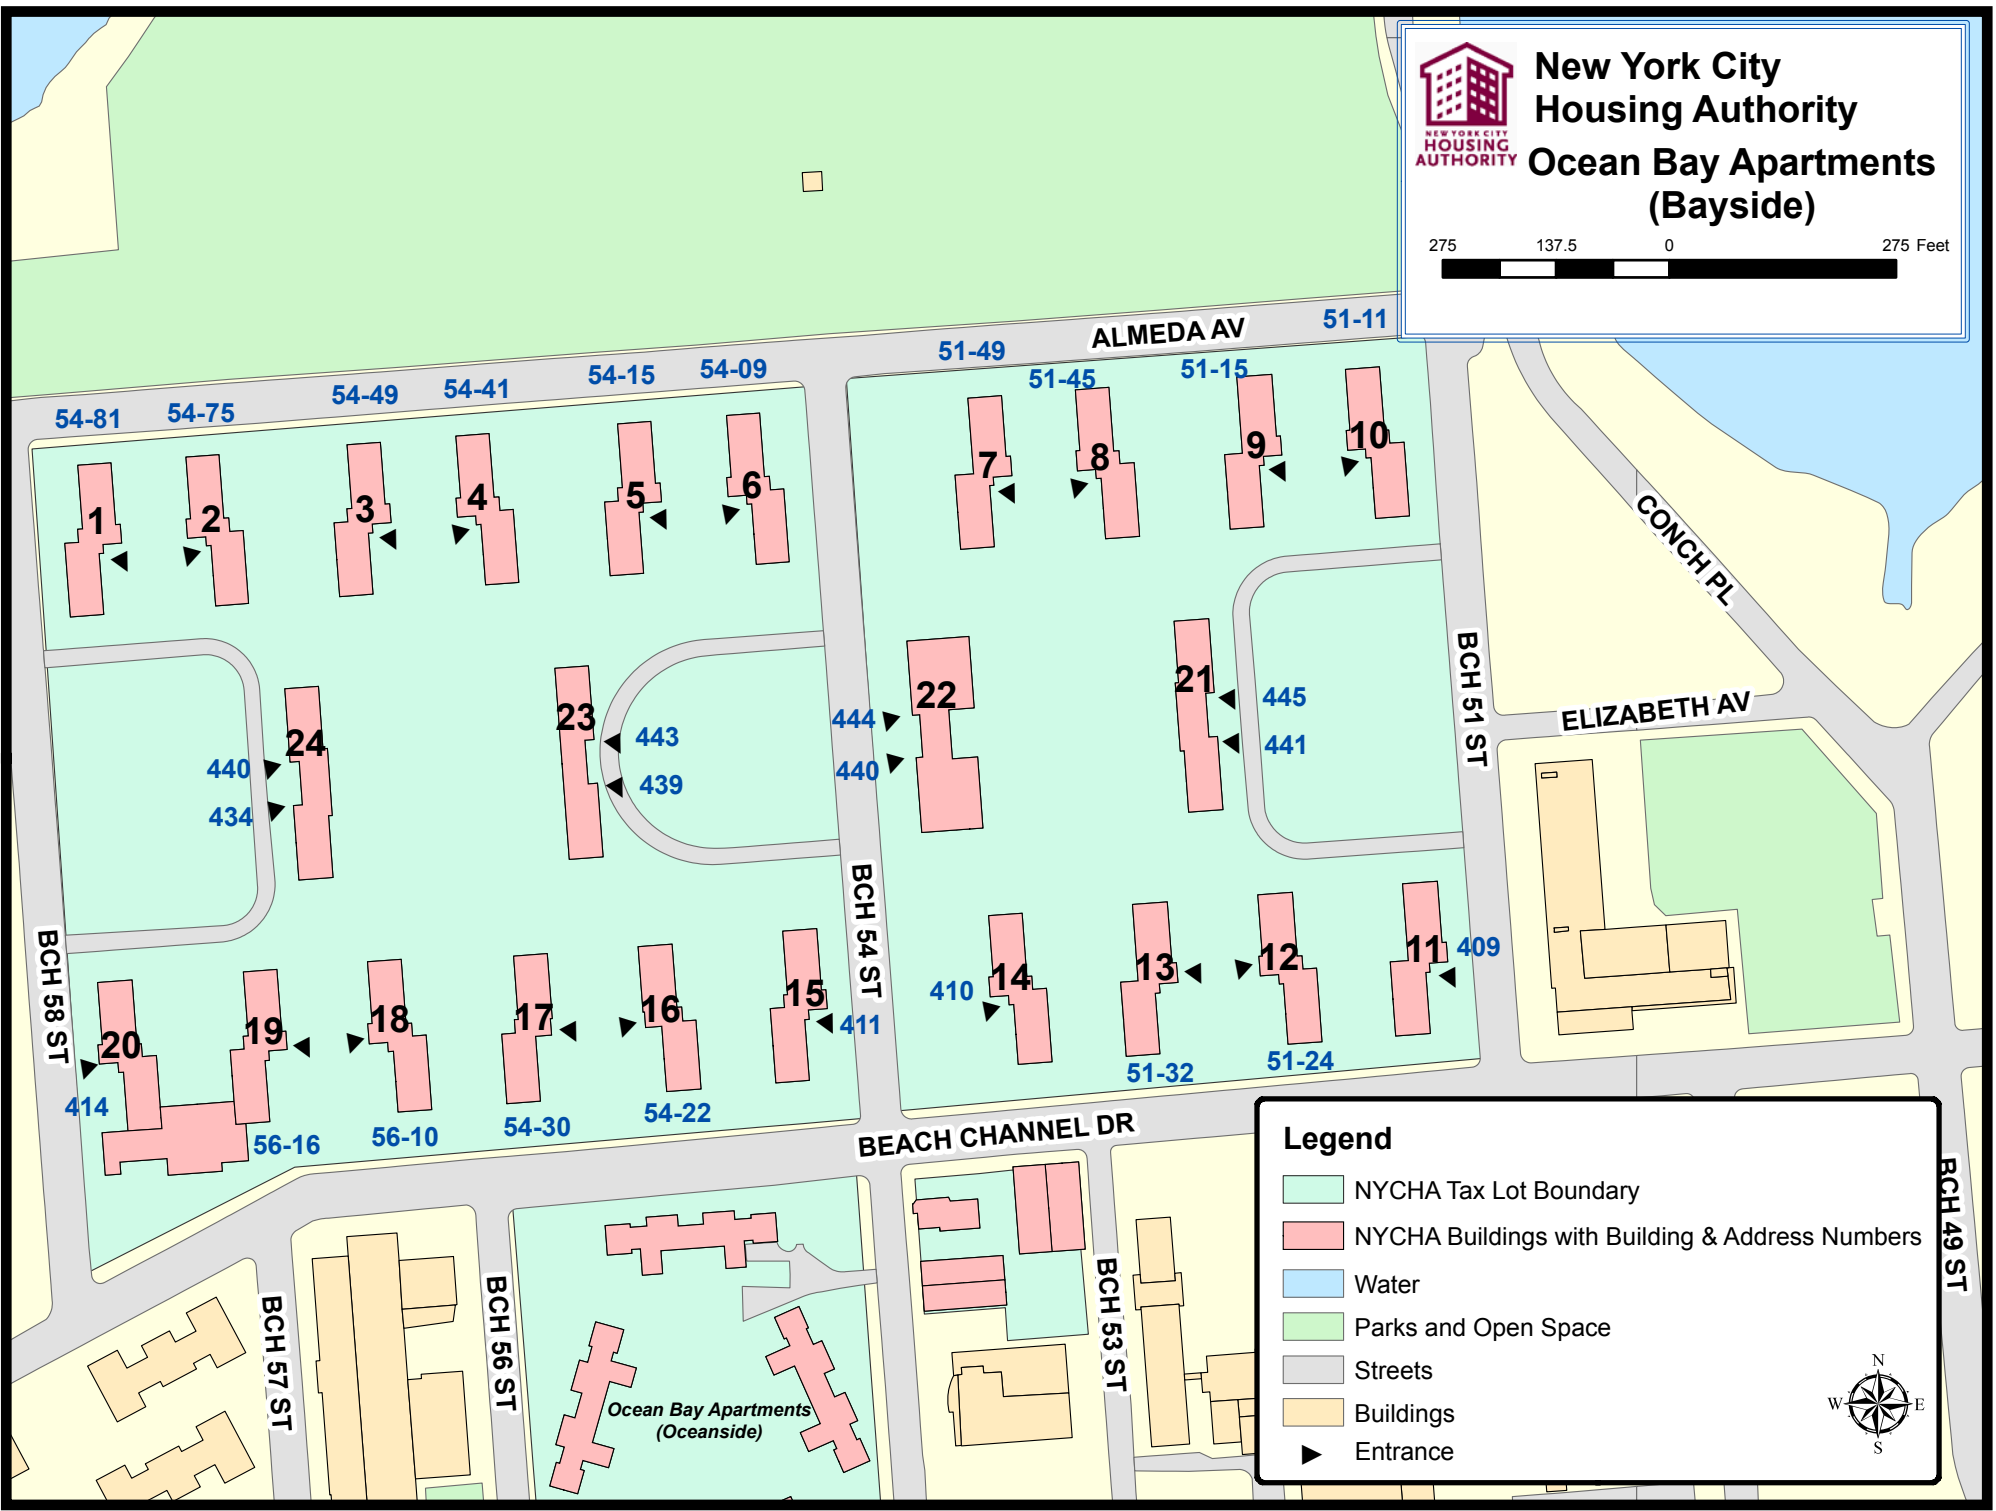 New York City
Housing Authority
NEW YORK CITY
HOUSING
AUTHORITY
Ocean Bay Apartments
(Bayside)
275 137.5 0 275 Feet
ALMEDA AV
51-11
51-49
51-45
51-15
54-09
54-15
54-41
54-49
54-75
54-81
1
2
3
4
5
6
7
8
9
10
CONCH PL
BCH 51 ST
ELIZABETH AV
24
440
434
23
443
439
444
440
22
21
445
441
BCH 54 ST
BCH 58 ST
20
414
19
56-16
18
56-10
17
54-30
16
54-22
15
411
14
410
13
51-32
12
51-24
11
409
BEACH CHANNEL DR
BCH 57 ST
BCH 56 ST
BCH 53 ST
BCH 49 ST
Ocean Bay Apartments
(Oceanside)
Legend
NYCHA Tax Lot Boundary
NYCHA Buildings with Building & Address Numbers
Water
Parks and Open Space
Streets
Buildings
Entrance
N
W E
S